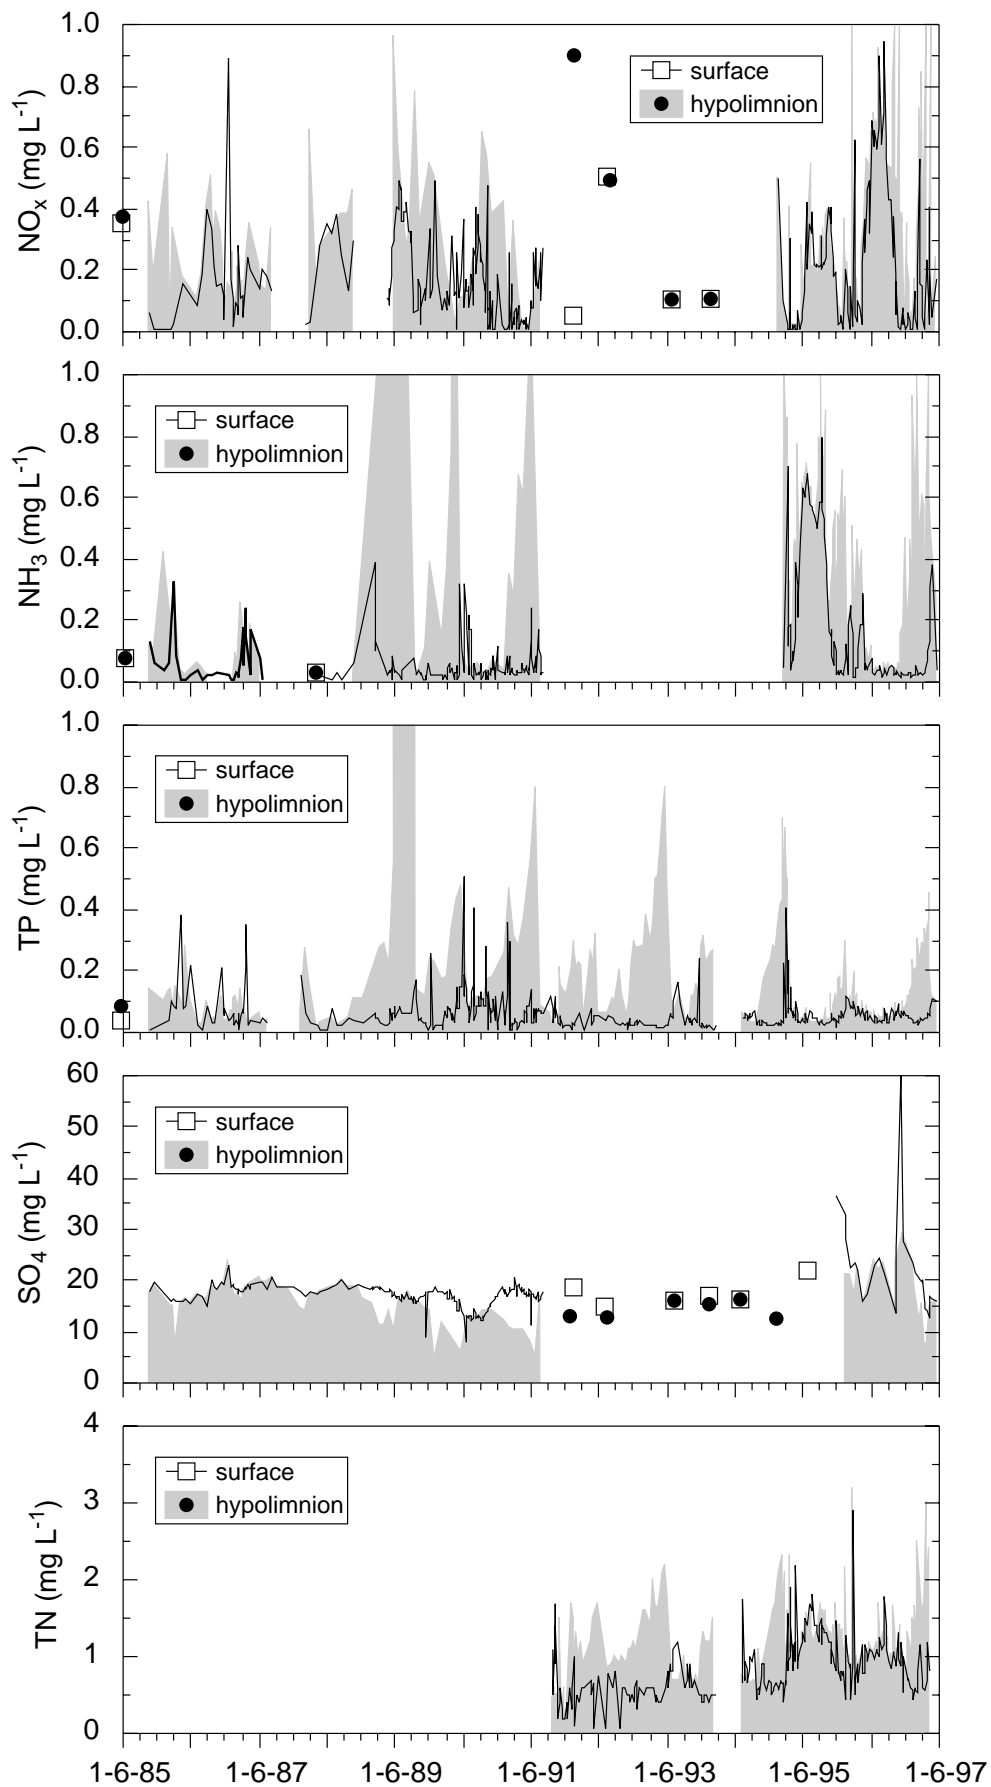 1.0
0.8
0.6
0.4
0.2
0.0
NOx (mg L-1)
surface
hypolimnion
1.0
0.8
0.6
0.4
0.2
0.0
NH3 (mg L-1)
surface
hypolimnion
1.0
0.8
0.6
0.4
0.2
0.0
TP (mg L-1)
surface
hypolimnion
60
50
40
30
20
10
0
SO4 (mg L-1)
surface
hypolimnion
4
3
2
1
0
TN (mg L-1)
surface
hypolimnion
1-6-85 1-6-87 1-6-89 1-6-91 1-6-93 1-6-95 1-6-97